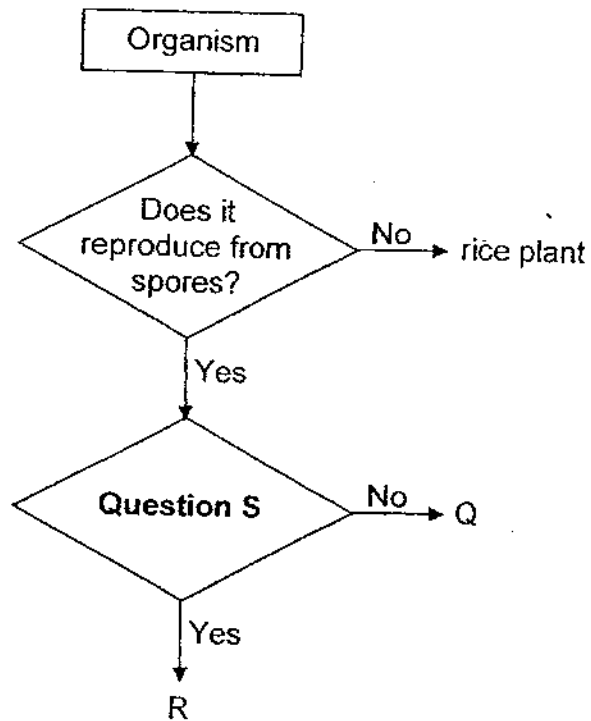 Organism
Does it
reproduce from
spores?
No
rice plant
Yes
Question S
No
Q
Yes
R